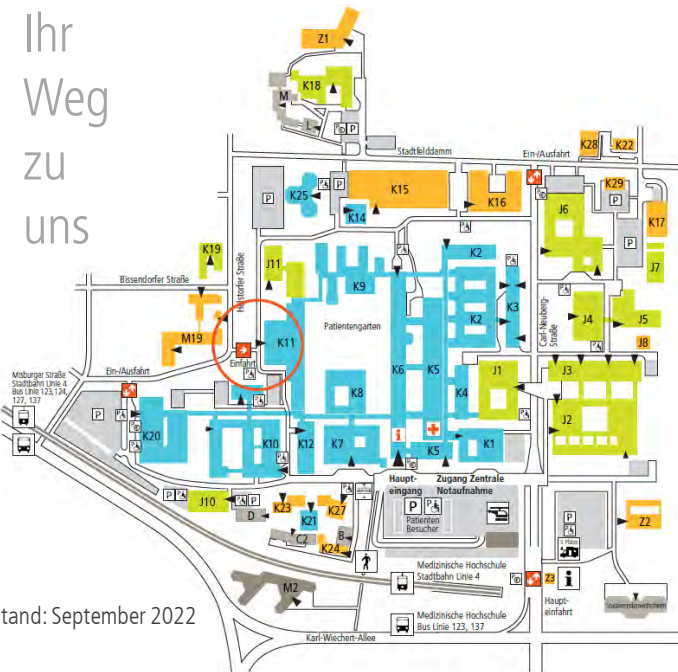 Ihr
Weg
zu
uns
Z1
K18
M
L
P
Stadtfelddamm
Ein-/Ausfahrt
K28
K22
P
K25
P
K14
K15
K16
K29
P
K17
J6
P
J7
K19
J11
Bissendorfer Straße
K9
K2
K3
Patientengarten
K2
Carl-Neuberg-
Straße
J4
J5
J8
M19
K11
Einfahrt
K6
K5
Misburger Straße
Stadtbahn Linie 4
Bus Linie 123,124,
127, 137
Ein-/Ausfahrt
K8
K4
J1
J3
J2
P
K20
K10
K12
K7
i
K5
K1
Haupt-
eingang
Zugang Zentrale
Notaufnahme
P
Patienten
Besucher
P
J10
P
D
K23
K21
K27
C2
B
K24
P
Z2
M2
Medizinische Hochschule
Stadtbahn Linie 4
Z3
i
Haupt-
einfahrt
Medizinische Hochschule
Bus Linie 123, 137
tand: September 2022
Karl-Wiechert-Allee